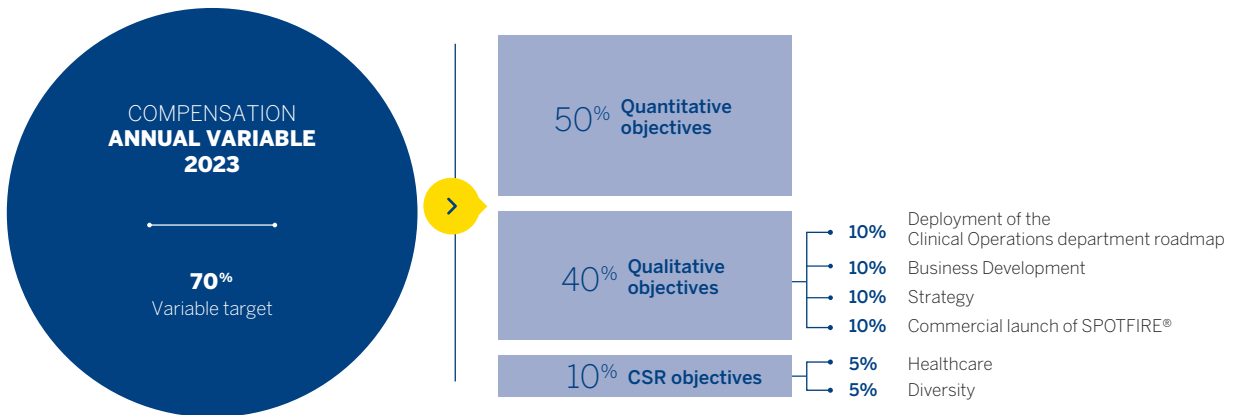 COMPENSATION
ANNUAL VARIABLE
2023
70%
Variable target
50% Quantitative
objectives
40% Qualitative
objectives
10% Deployment of the
Clinical Operations department roadmap
10% Business Development
10% Strategy
10% Commercial launch of SPOTFIRE®
10% CSR objectives
5% Healthcare
5% Diversity